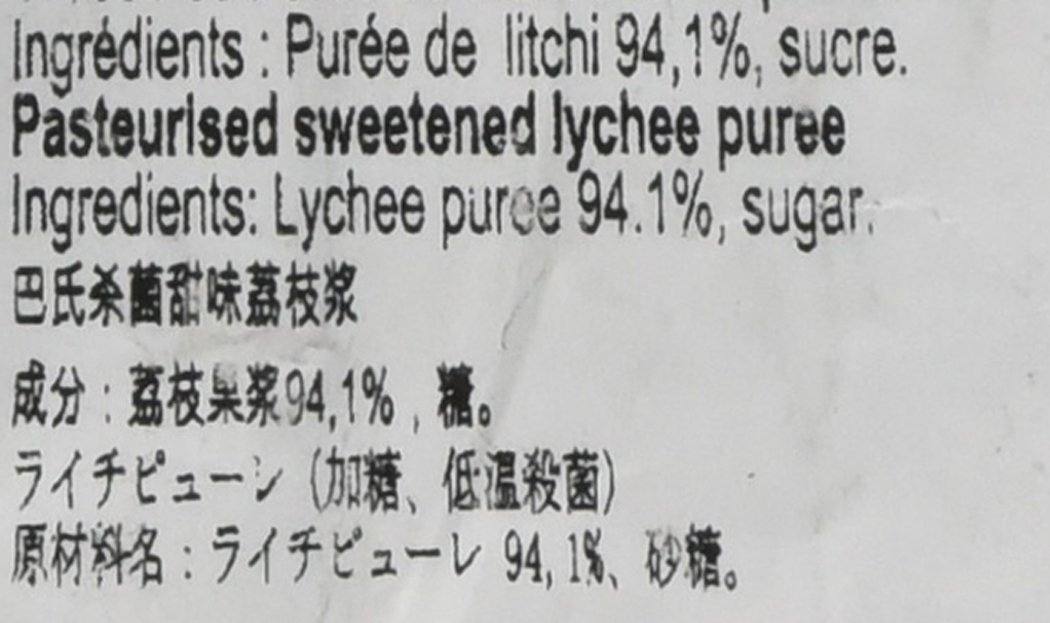 Ingrédients : Purée de litchi 94,1%, sucre.
Pasteurised sweetened lychee puree
Ingredients: Lychee puree 94.1%, sugar.
巴氏杀菌甜味荔枝浆
成分：荔枝果浆94,1%，糖。
ライチピューレ（加糖、低温殺菌）
原材料名：ライチピューレ 94,1%、砂糖。